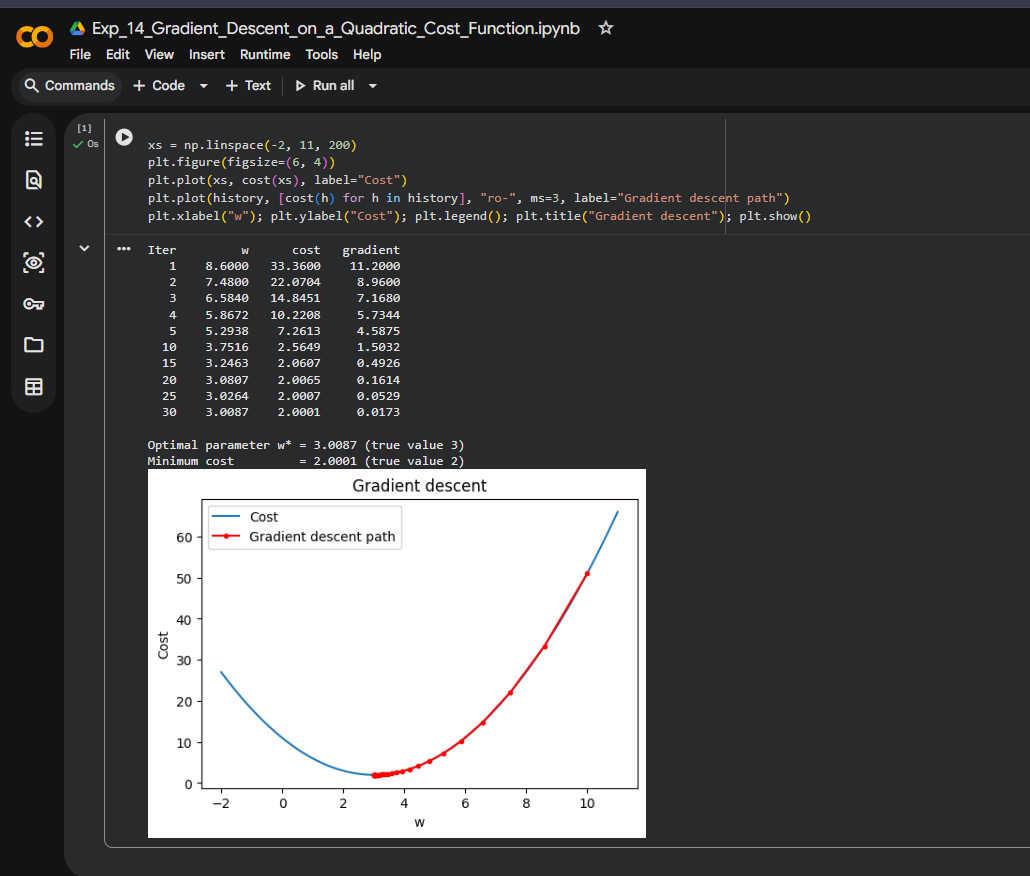 Exp_14_Gradient_Descent_on_a_Quadratic_Cost_Function.ipynb
File Edit View Insert Runtime Tools Help
Commands + Code + Text Run all
[1]
0s
xs = np.linspace(-2, 11, 200)
plt.figure(figsize=(6, 4))
plt.plot(xs, cost(xs), label="Cost")
plt.plot(history, [cost(h) for h in history], "ro-", ms=3, label="Gradient descent path")
plt.xlabel("w"); plt.ylabel("Cost"); plt.legend(); plt.title("Gradient descent"); plt.show()
Iter w cost gradient
1 8.6000 33.3600 11.2000
2 7.4800 22.0704 8.9600
3 6.5840 14.8451 7.1680
4 5.8672 10.2208 5.7344
5 5.2938 7.2613 4.5875
10 3.7516 2.5649 1.5032
15 3.2463 2.0607 0.4926
20 3.0807 2.0065 0.1614
25 3.0264 2.0007 0.0529
30 3.0087 2.0001 0.0173
Optimal parameter w* = 3.0087 (true value 3)
Minimum cost = 2.0001 (true value 2)
Gradient descent
Cost
Gradient descent path
60
50
40
30
20
10
0
Cost
−2 0 2 4 6 8 10
w